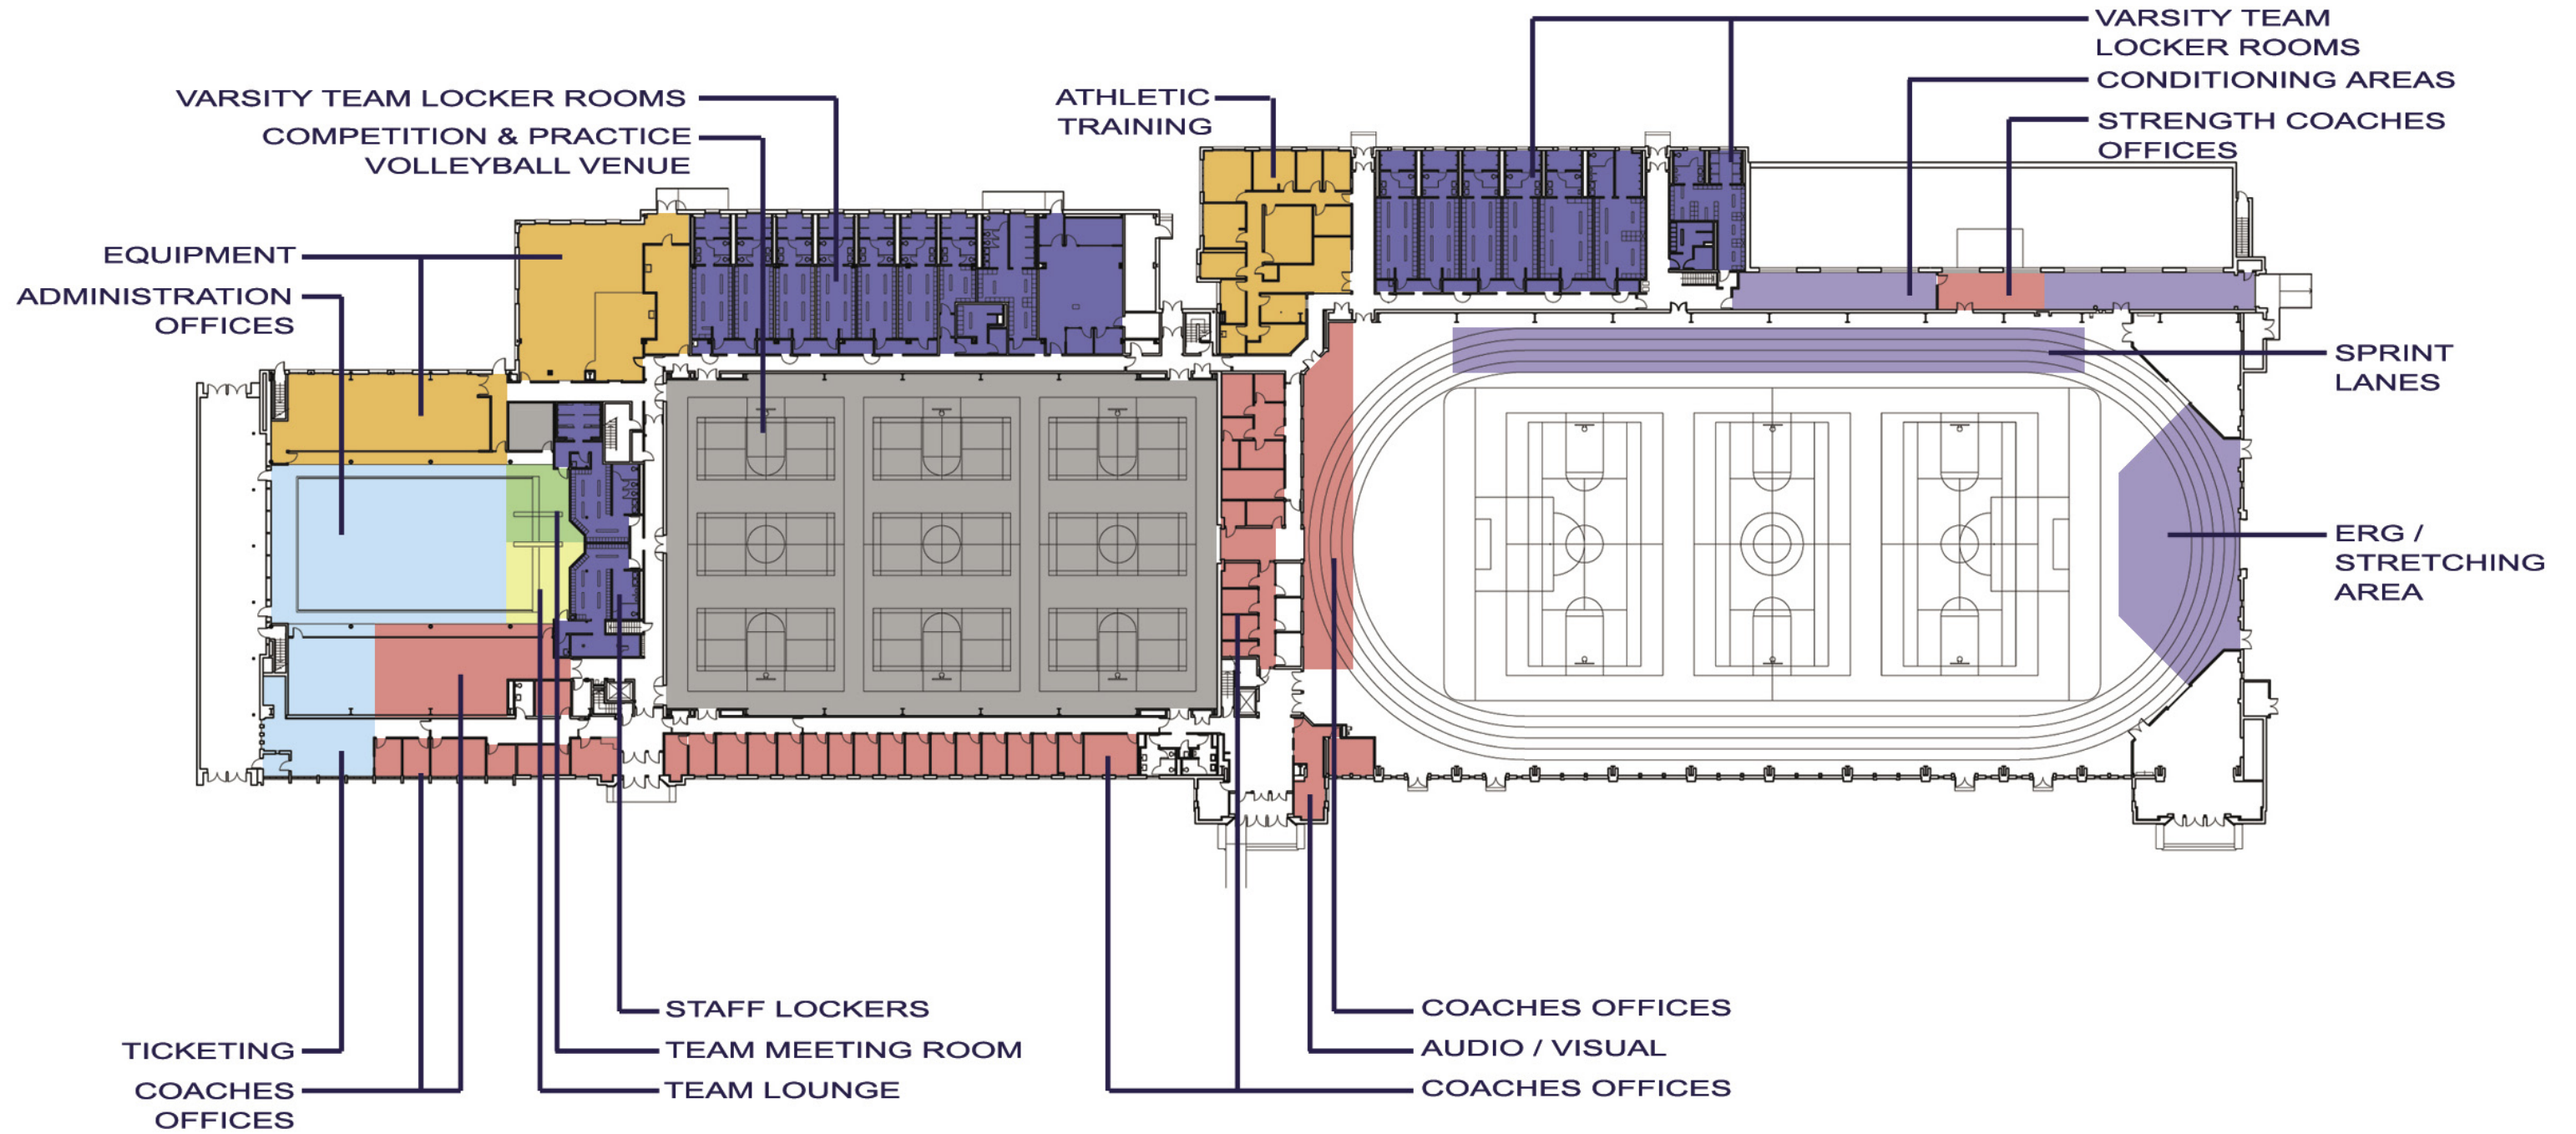 VARSITY TEAM
LOCKER ROOMS
CONDITIONING AREAS
STRENGTH COACHES
OFFICES
VARSITY TEAM LOCKER ROOMS
COMPETITION & PRACTICE
VOLLEYBALL VENUE
ATHLETIC
TRAINING
EQUIPMENT
ADMINISTRATION
OFFICES
SPRINT
LANES
ERG /
STRETCHING
AREA
STAFF LOCKERS
TEAM MEETING ROOM
TEAM LOUNGE
TICKETING
COACHES
OFFICES
COACHES OFFICES
AUDIO / VISUAL
COACHES OFFICES